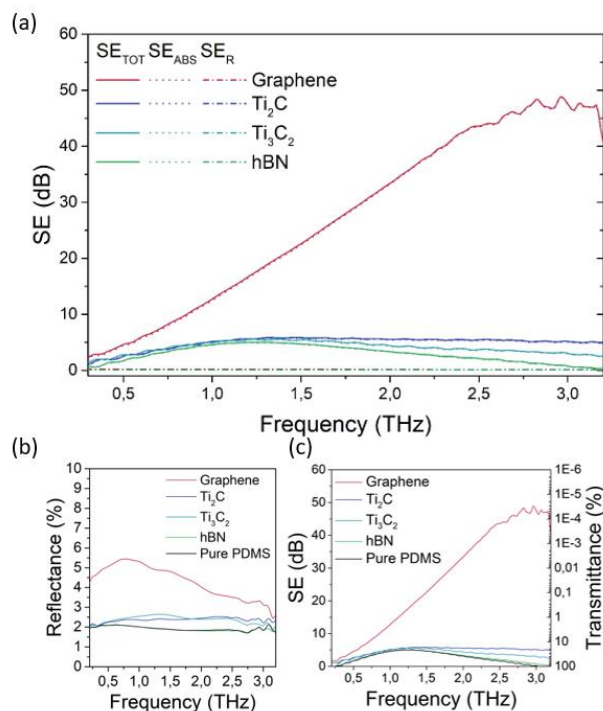 (a)
60
50
40
30
20
10
0
SE (dB)
SE_TOT SE_ABS SE_R
Graphene
Ti₂C
Ti₃C₂
hBN
0,5 1,0 1,5 2,0 2,5 3,0
Frequency (THz)
(b)
10
9
8
7
6
5
4
3
2
1
0
Reflectance (%)
Graphene
Ti₂C
Ti₃C₂
hBN
Pure PDMS
0,5 1,0 1,5 2,0 2,5 3,0
Frequency (THz)
(c)
60
50
40
30
20
10
0
SE (dB)
Graphene
Ti₂C
Ti₃C₂
hBN
Pure PDMS
1E-6
1E-5
1E-4
1E-3
0,01
0,1
1
10
100
Transmittance (%)
0,5 1,0 1,5 2,0 2,5 3,0
Frequency (THz)